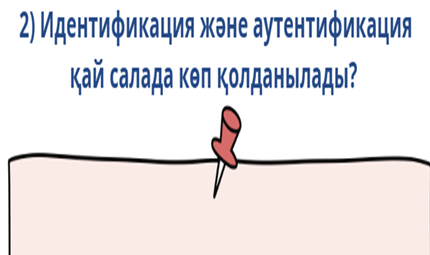 2) Идентификация және аутентификация
қай салада көп қолданылады?